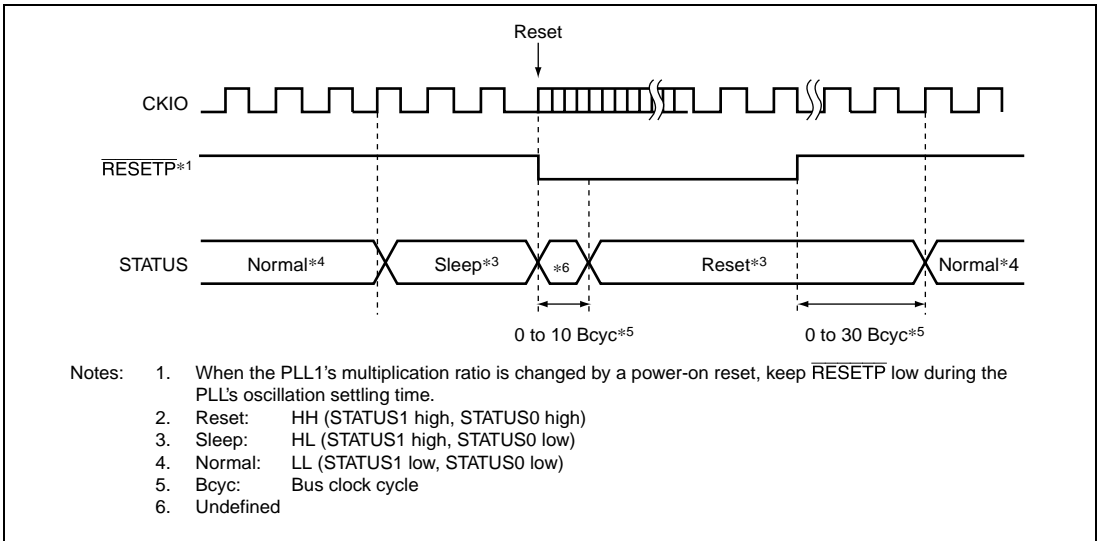 Reset
CKIO
RESETP*1
STATUS
Normal*4
Sleep*3
*6
Reset*3
Normal*4
0 to 10 Bcyc*5
0 to 30 Bcyc*5
Notes: 1. When the PLL1's multiplication ratio is changed by a power-on reset, keep RESETP low during the
PLL's oscillation settling time.
2. Reset: HH (STATUS1 high, STATUS0 high)
3. Sleep: HL (STATUS1 high, STATUS0 low)
4. Normal: LL (STATUS1 low, STATUS0 low)
5. Bcyc: Bus clock cycle
6. Undefined